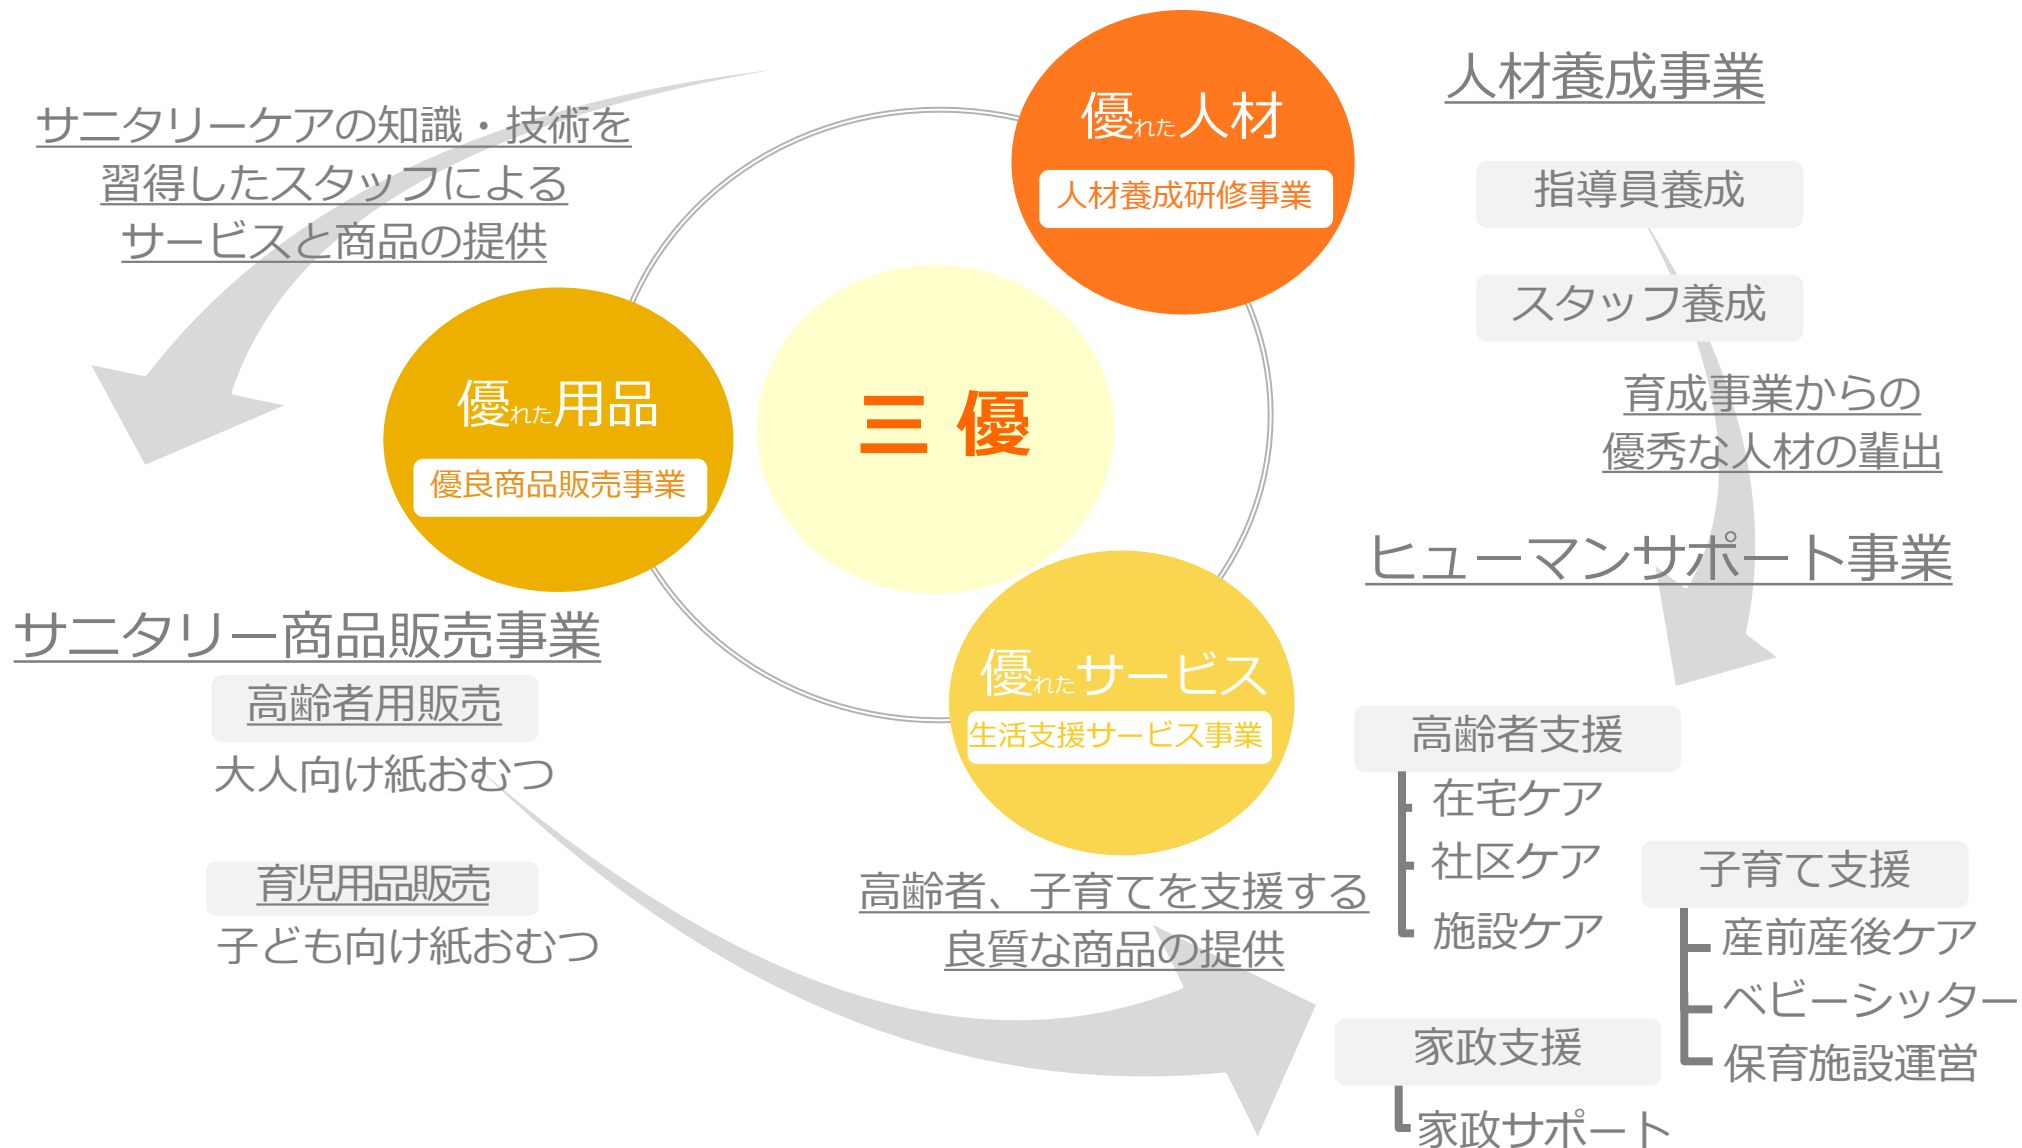 優れた人材
人材養成研修事業
人材養成事業
指導員養成
スタッフ養成
育成事業からの
優秀な人材の輩出
サニタリーケアの知識・技術を
習得したスタッフによる
サービスと商品の提供
優れた用品
優良商品販売事業
三 優
ヒューマンサポート事業
サニタリー商品販売事業
高齢者用販売
大人向け紙おむつ
育児用品販売
子ども向け紙おむつ
優れたサービス
生活支援サービス事業
高齢者、子育てを支援する
良質な商品の提供
高齢者支援
在宅ケア
社区ケア
施設ケア
子育て支援
産前産後ケア
ベビーシッター
保育施設運営
家政支援
家政サポート